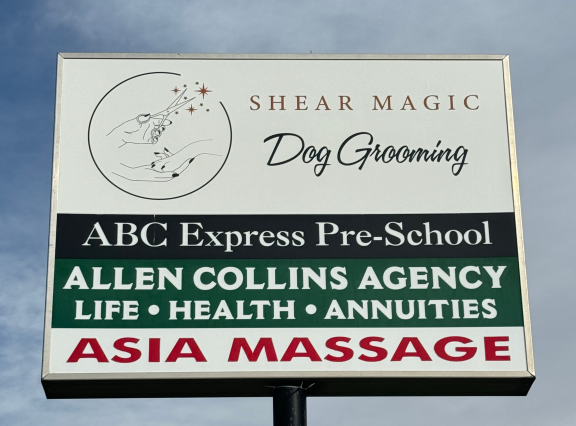 SHEAR MAGIC
Dog Grooming
ABC Express Pre-School
ALLEN COLLINS AGENCY
LIFE • HEALTH • ANNUITIES
ASIA MASSAGE